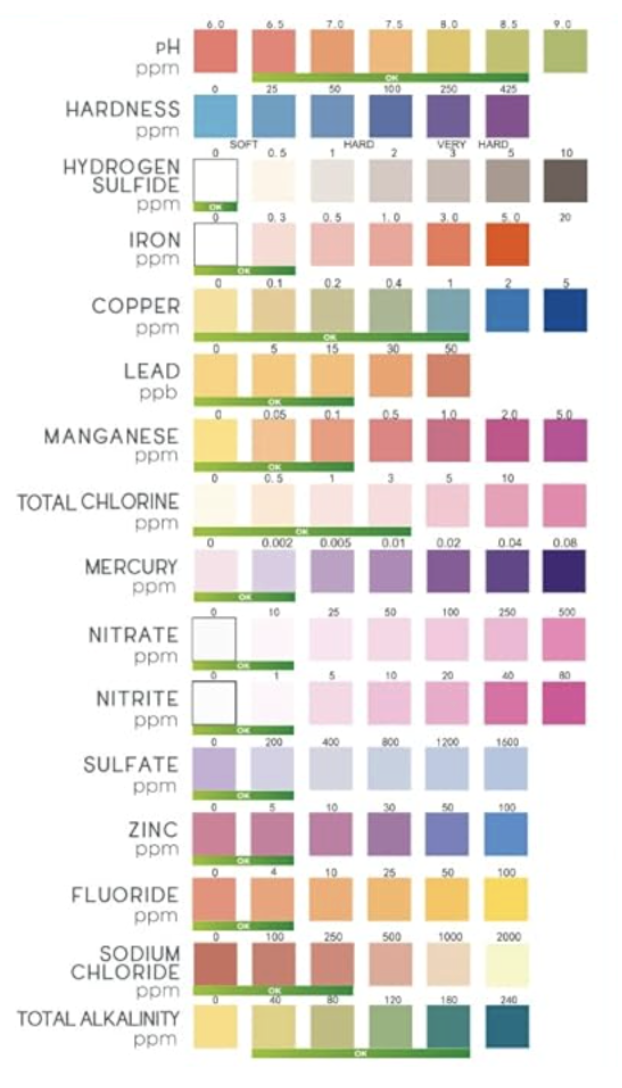 6.0 6.5 7.0 7.5 8.0 8.5 9.0
pH
ppm
OK
0 25 50 100 250 425
HARDNESS
ppm
SOFT HARD VERY HARD
0 0.5 1 2 3 5 10
HYDROGEN
SULFIDE
ppm
OK
0 0.3 0.5 1.0 3.0 5.0 20
IRON
ppm
OK
0 0.1 0.2 0.4 1 2 5
COPPER
ppm
OK
0 5 15 30 50
LEAD
ppb
OK
0 0.05 0.1 0.5 1.0 2.0 5.0
MANGANESE
ppm
OK
0 0.5 1 3 5 10
TOTAL CHLORINE
ppm
OK
0 0.002 0.005 0.01 0.02 0.04 0.08
MERCURY
ppm
OK
0 10 25 50 100 250 500
NITRATE
ppm
OK
0 1 5 10 20 40 80
NITRITE
ppm
OK
0 200 400 800 1200 1600
SULFATE
ppm
OK
0 5 10 30 50 100
ZINC
ppm
OK
0 4 10 25 50 100
FLUORIDE
ppm
OK
0 100 250 500 1000 2000
SODIUM
CHLORIDE
ppm
OK
0 40 80 120 180 240
TOTAL ALKALINITY
ppm
OK